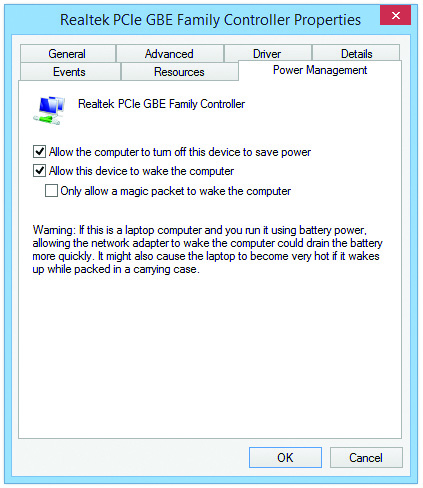 Realtek PCIe GBE Family Controller Properties
General Advanced Driver Details
Events Resources Power Management
Realtek PCIe GBE Family Controller
Allow the computer to turn off this device to save power
Allow this device to wake the computer
Only allow a magic packet to wake the computer
Warning: If this is a laptop computer and you run it using battery power,
allowing the network adapter to wake the computer could drain the battery
more quickly. It might also cause the laptop to become very hot if it wakes
up while packed in a carrying case.
OK Cancel